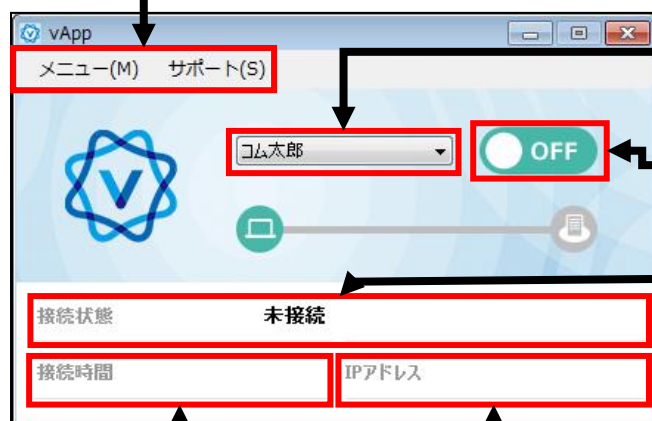 vApp
メニュー(M) サポート(S)
コム太郎 OFF
V
接続状態 未接続
接続時間 IPアドレス